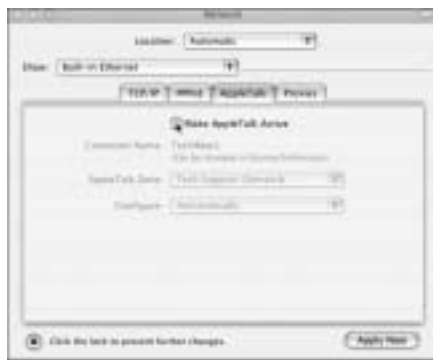 Network
Location: Automatic
Show: Built-in Ethernet
TCP/IP PPPoE AppleTalk Proxies
Make AppleTalk Active
Computer Name:
AppleTalk Zone:
Configure: Automatically
Click the lock to prevent further changes.
Apply Now